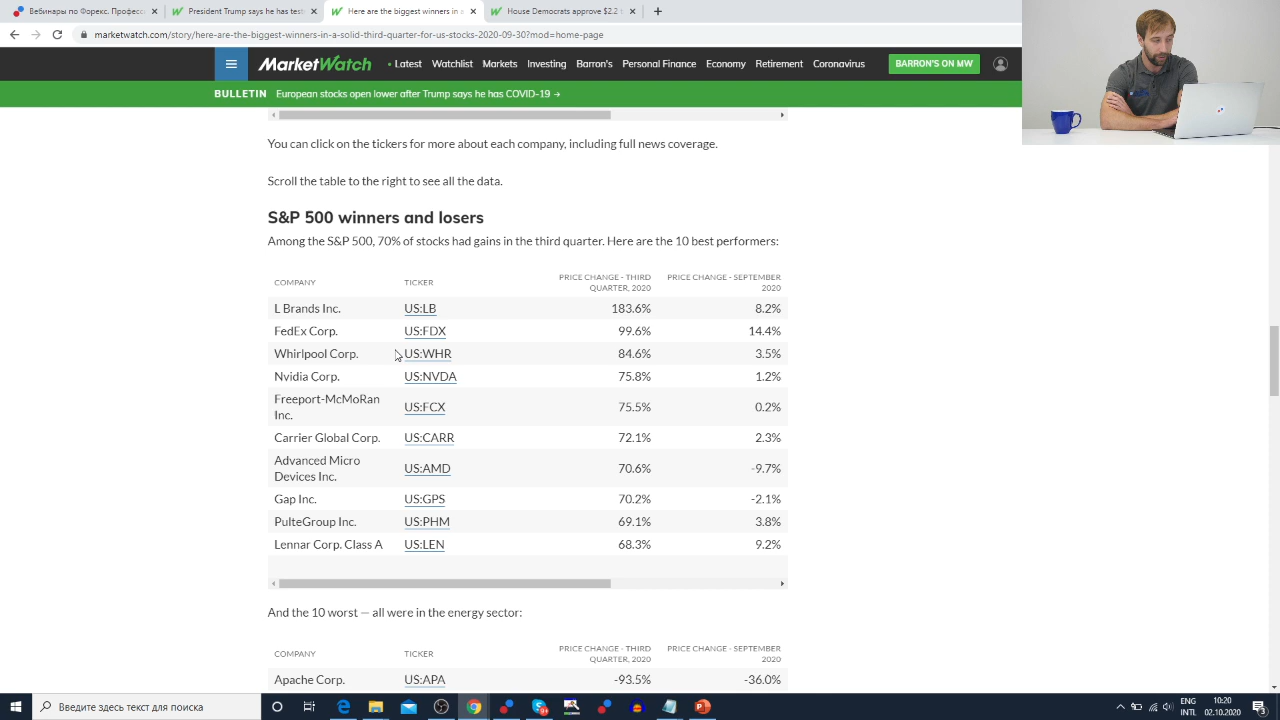 Вебинары по Форекс. Професс
President Trump says he has test
Here are the biggest winners in a
House Democrats approve $2.2 t
marketwatch.com/story/here-are-the-biggest-winners-in-a-solid-third-quarter-for-us-stocks-2020-09-30?mod=home-page
MarketWatch
Latest Watchlist Markets Investing Barron's Personal Finance Economy Retirement Coronavirus
BARRON'S ON MW
BULLETIN European stocks open lower after Trump says he has COVID-19 →
You can click on the tickers for more about each company, including full news coverage.
Scroll the table to the right to see all the data.
S&P 500 winners and losers
Among the S&P 500, 70% of stocks had gains in the third quarter. Here are the 10 best performers:
COMPANY TICKER PRICE CHANGE - THIRD QUARTER, 2020 PRICE CHANGE - SEPTEMBER 2020
L Brands Inc. US:LB 183.6% 8.2%
FedEx Corp. US:FDX 99.6% 14.4%
Whirlpool Corp. US:WHR 84.6% 3.5%
Nvidia Corp. US:NVDA 75.8% 1.2%
Freeport-McMoRan Inc. US:FCX 75.5% 0.2%
Carrier Global Corp. US:CARR 72.1% 2.3%
Advanced Micro Devices Inc. US:AMD 70.6% -9.7%
Gap Inc. US:GPS 70.2% -2.1%
PulteGroup Inc. US:PHM 69.1% 3.8%
Lennar Corp. Class A US:LEN 68.3% 9.2%
And the 10 worst — all were in the energy sector:
COMPANY TICKER PRICE CHANGE - THIRD QUARTER, 2020 PRICE CHANGE - SEPTEMBER 2020
Apache Corp. US:APA -93.5% -36.0%
Введите здесь текст для поиска
ENG
INTL
10:20
02.10.2020
3